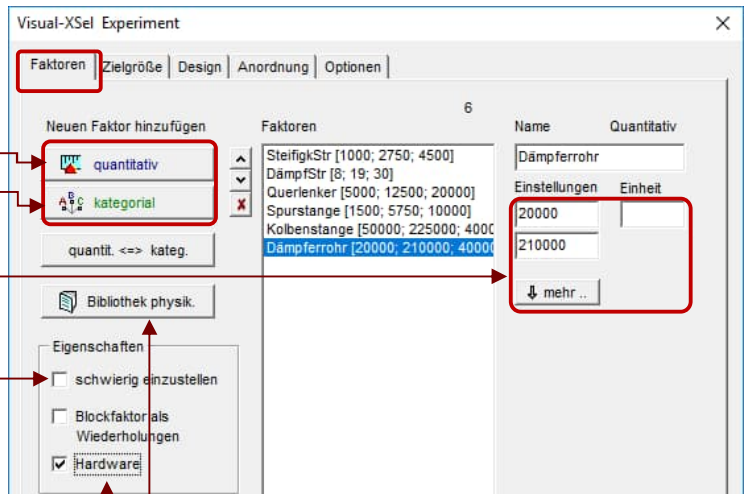 Visual-XSel Experiment
Faktoren Zielgröße Design Anordnung Optionen
6
Neuen Faktor hinzufügen
quantitativ
ABC kategorial
quantit. <=> kateg.
Bibliothek physik.
Eigenschaften
schwierig einzustellen
Blockfaktor als
Wiederholungen
Hardware
Faktoren
SteifigkStr [1000; 2750; 4500]
DämpfStr [8; 19; 30]
Querlenker [5000; 12500; 20000]
Spurstange [1500; 5750; 10000]
Kolbenstange [50000; 225000; 4000
Dämpferrohr [20000; 210000; 40000
Name Quantitativ
Dämpferrohr
Einstellungen Einheit
20000
210000
mehr ..